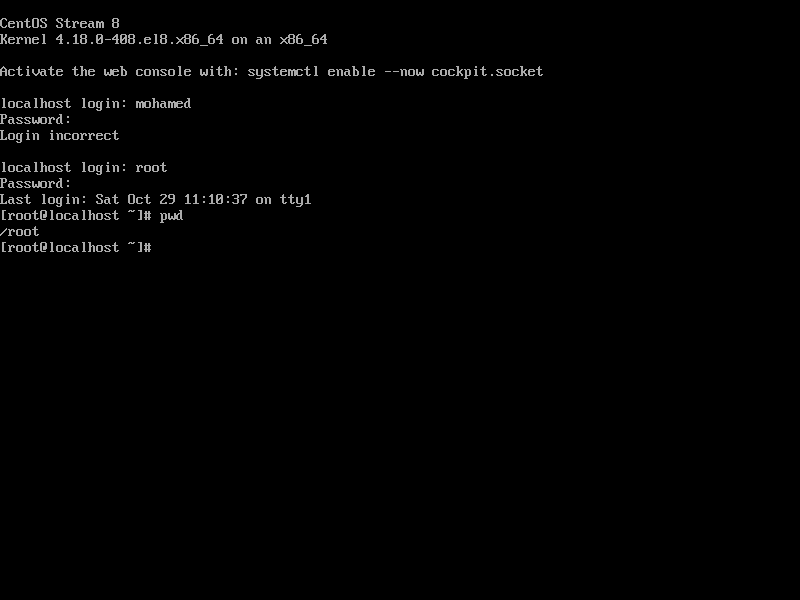 CentOS Stream 8
Kernel 4.18.0-408.el8.x86_64 on an x86_64
Activate the web console with: systemctl enable --now cockpit.socket
localhost login: mohamed
Password:
Login incorrect
localhost login: root
Password:
Last login: Sat Oct 29 11:10:37 on tty1
[root@localhost ~]# pwd
/root
[root@localhost ~]#